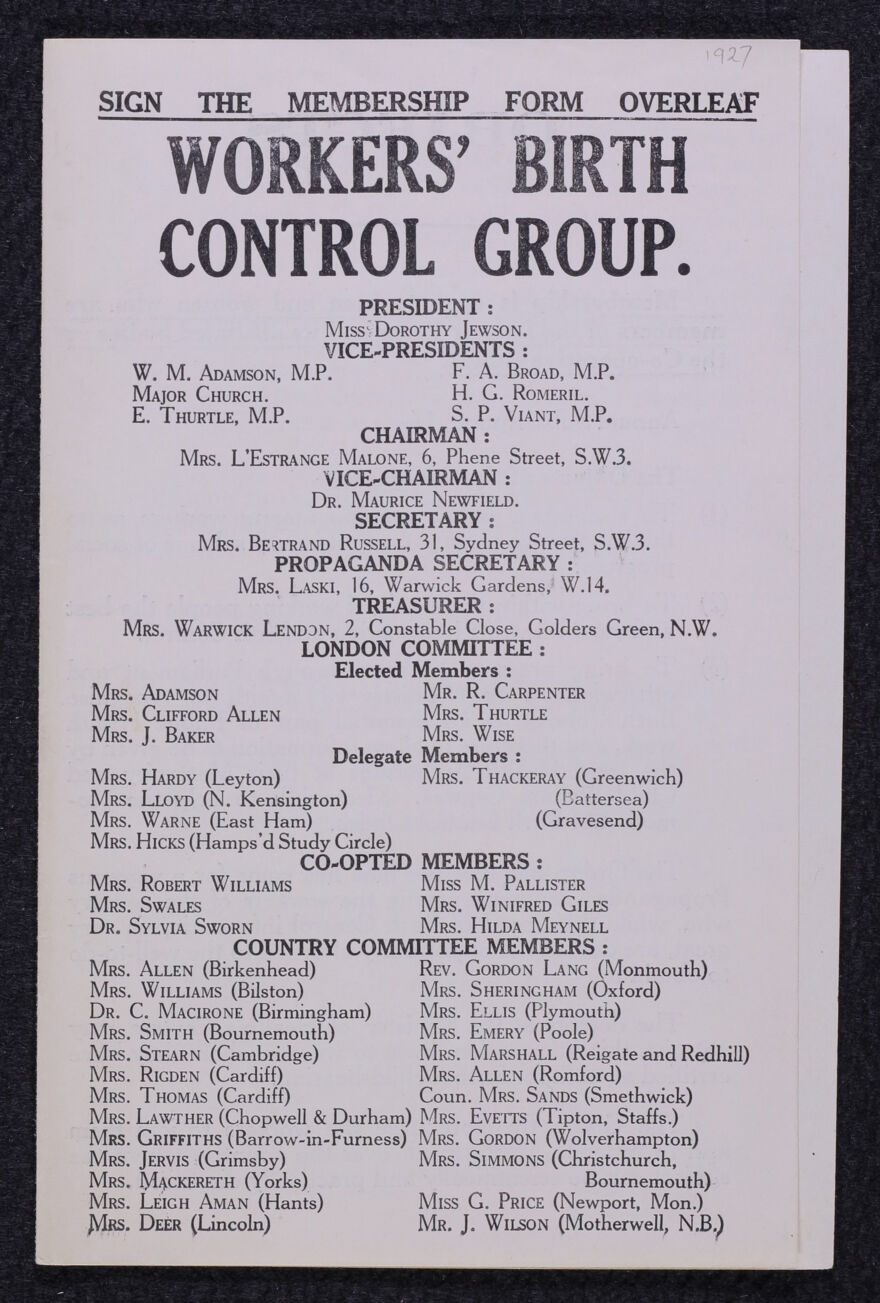 1927
SIGN THE MEMBERSHIP FORM OVERLEAF
WORKERS' BIRTH
CONTROL GROUP.
PRESIDENT :
MISS DOROTHY JEWSON.
VICE-PRESIDENTS :
W. M. ADAMSON, M.P. F. A. BROAD, M.P.
MAJOR CHURCH. H. G. ROMERIL.
E. THURTLE, M.P. S. P. VIANT, M.P.
CHAIRMAN :
MRS. L'ESTRANGE MALONE, 6, Phene Street, S.W.3.
VICE-CHAIRMAN :
DR. MAURICE NEWFIELD.
SECRETARY :
MRS. BERTRAND RUSSELL, 31, Sydney Street, S.W.3.
PROPAGANDA SECRETARY :
MRS. LASKI, 16, Warwick Gardens, W.14.
TREASURER :
MRS. WARWICK LENDON, 2, Constable Close, Golders Green, N.W.
LONDON COMMITTEE :
Elected Members :
MRS. ADAMSON MR. R. CARPENTER
MRS. CLIFFORD ALLEN MRS. THURTLE
MRS. J. BAKER MRS. WISE
Delegate Members :
MRS. HARDY (Leyton) MRS. THACKERAY (Greenwich)
MRS. LLOYD (N. Kensington) (Battersea)
MRS. WARNE (East Ham) (Gravesend)
MRS. HICKS (Hamps'd Study Circle)
CO-OPTED MEMBERS :
MRS. ROBERT WILLIAMS MISS M. PALLISTER
MRS. SWALES MRS. WINIFRED GILES
DR. SYLVIA SWORN MRS. HILDA MEYNELL
COUNTRY COMMITTEE MEMBERS :
MRS. ALLEN (Birkenhead) REV. GORDON LANG (Monmouth)
MRS. WILLIAMS (Bilston) MRS. SHERINGHAM (Oxford)
DR. C. MACIRONE (Birmingham) MRS. ELLIS (Plymouth)
MRS. SMITH (Bournemouth) MRS. EMERY (Poole)
MRS. STEARN (Cambridge) MRS. MARSHALL (Reigate and Redhill)
MRS. RIGDEN (Cardiff) MRS. ALLEN (Romford)
MRS. THOMAS (Cardiff) Coun. MRS. SANDS (Smethwick)
MRS. LAWTHER (Chopwell & Durham) MRS. EVETTS (Tipton, Staffs.)
MRS. GRIFFITHS (Barrow-in-Furness) MRS. GORDON (Wolverhampton)
MRS. JERVIS (Grimsby) MRS. SIMMONS (Christchurch,
MRS. MACKERETH (Yorks) Bournemouth)
MRS. LEIGH AMAN (Hants) MISS G. PRICE (Newport, Mon.)
MRS. DEER (Lincoln) MR. J. WILSON (Motherwell, N.B.)